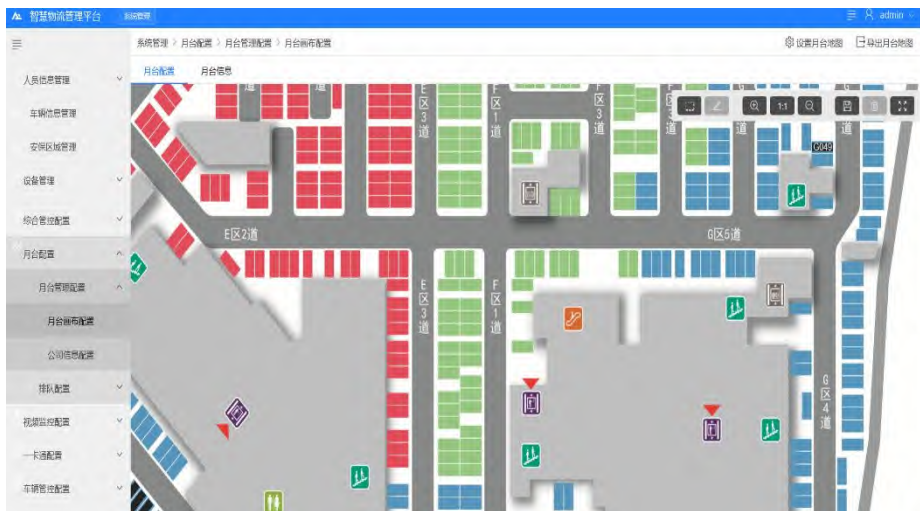 智慧物流管理平台
系统管理
admin
系统管理 > 月台配置 > 月台管理配置 > 月台画布配置
设置月台地图
导出月台地图
月台配置
月台信息
人员信息管理
车辆信息管理
安保区域管理
设备管理
综合管控配置
月台配置
月台管理配置
月台画布配置
公司信息配置
排队配置
视频监控配置
一卡通配置
车辆管控配置
道
道
E区3道
F区1道
F区3道
道
道
1:1
G049
E区2道
G区5道
E区3道
F区1道
G区4道